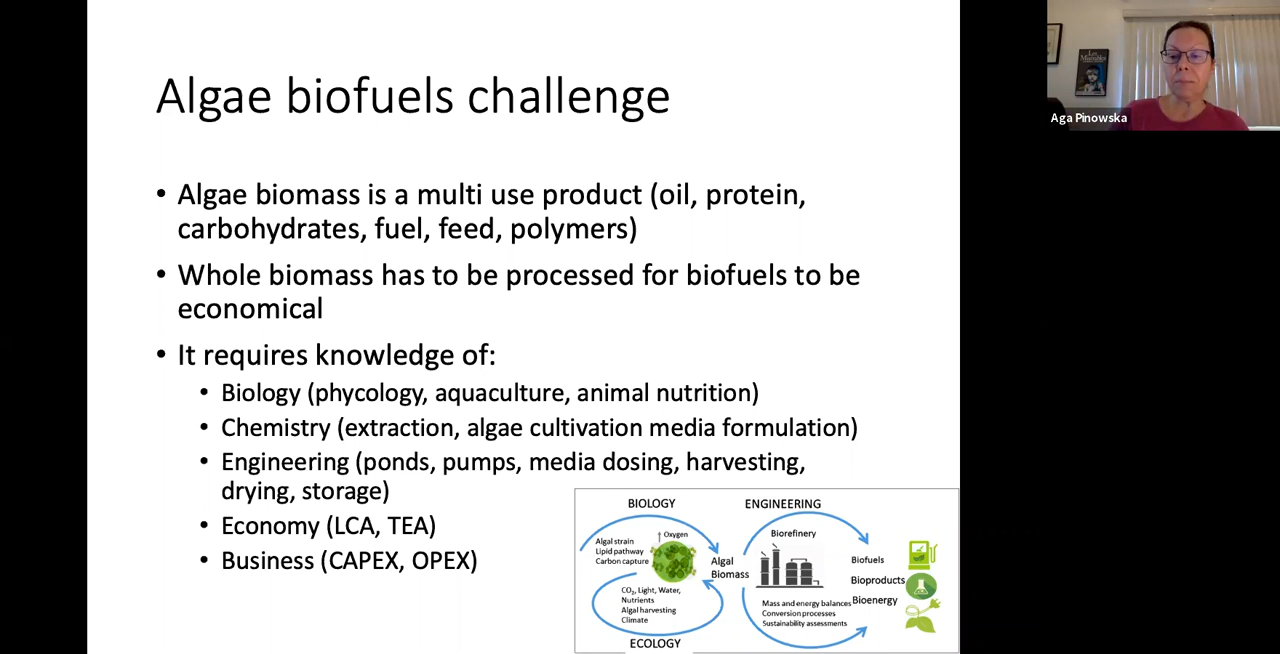 Algae biofuels challenge
• Algae biomass is a multi use product (oil, protein,
carbohydrates, fuel, feed, polymers)
• Whole biomass has to be processed for biofuels to be
economical
• It requires knowledge of:
• Biology (phycology, aquaculture, animal nutrition)
• Chemistry (extraction, algae cultivation media formulation)
• Engineering (ponds, pumps, media dosing, harvesting,
drying, storage)
• Economy (LCA, TEA)
• Business (CAPEX, OPEX)
BIOLOGY
Algal strain
Lipid pathway
Carbon capture
Oxygen
Algal
Biomass
CO₂, Light, Water,
Nutrients
Algal harvesting
Climate
ECOLOGY
ENGINEERING
Biorefinery
Mass and energy balances
Conversion processes
Sustainability assessments
Biofuels
Bioproducts
Bioenergy
Les
Misérables
Aga Pinowska